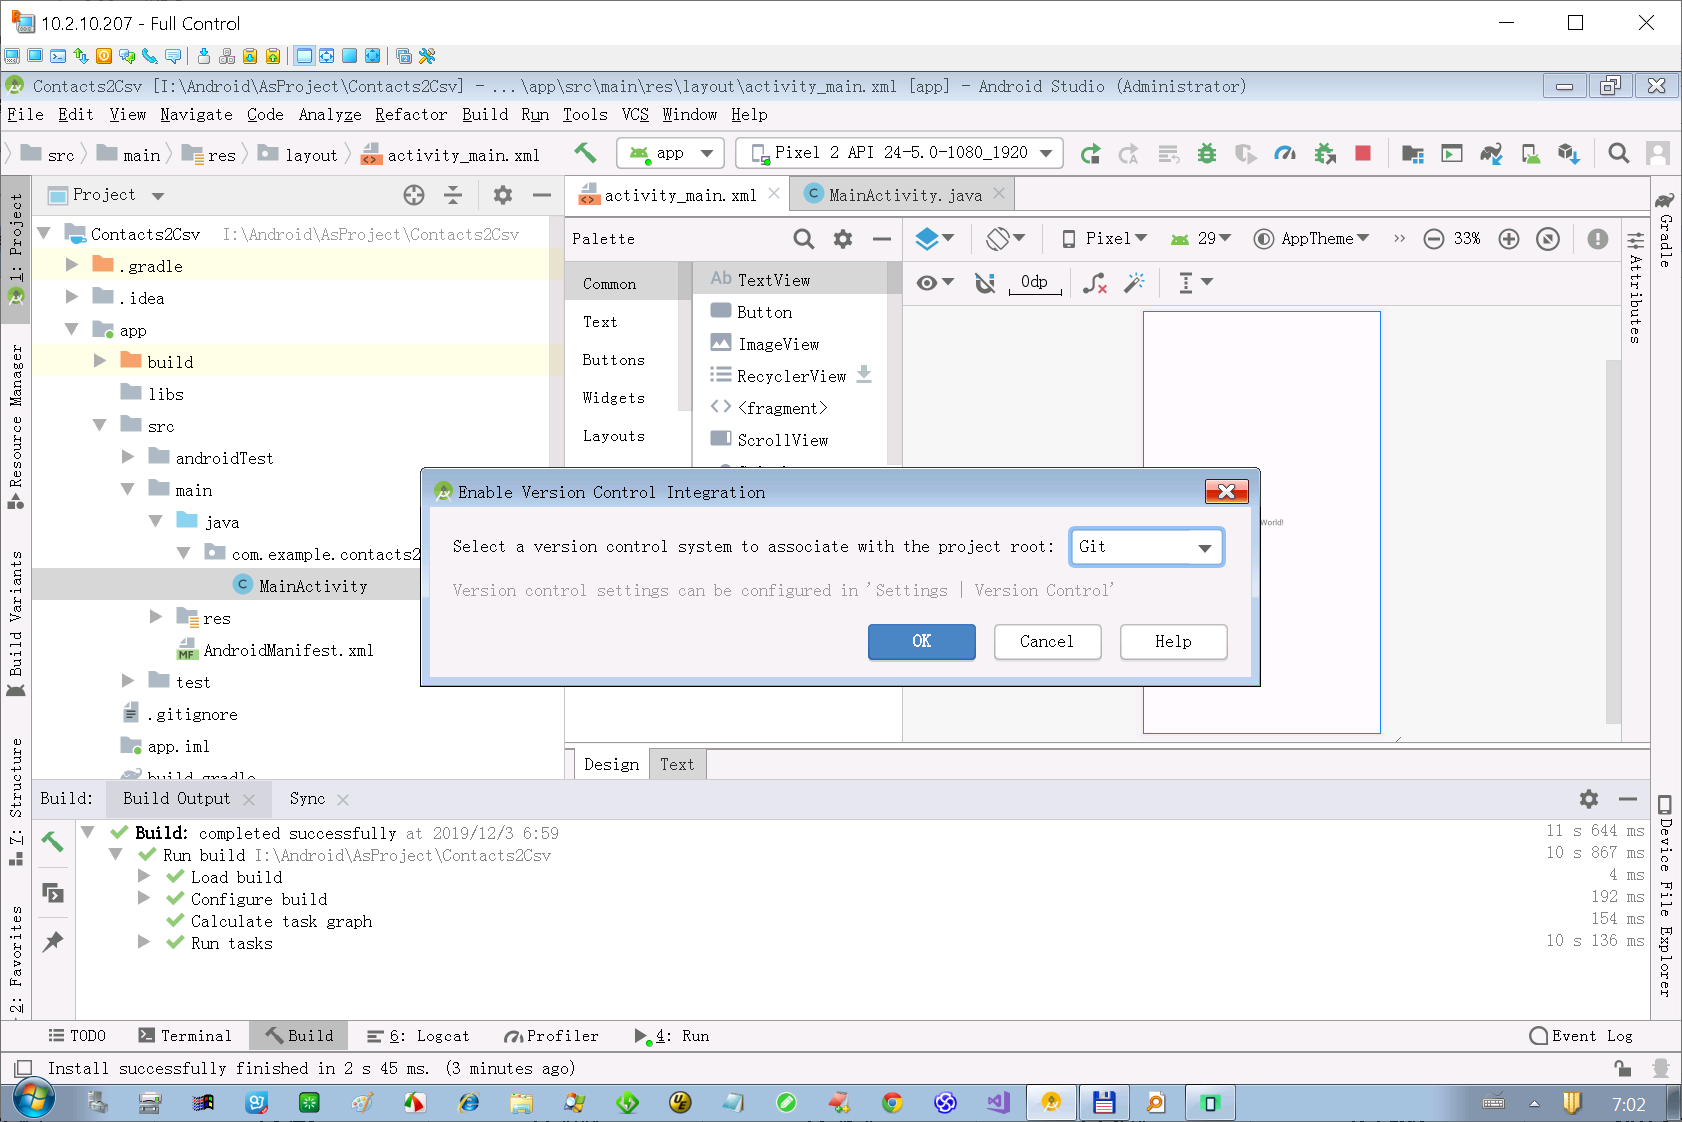 10.2.10.207 - Full Control
Contacts2Csv [I:\Android\AsProject\Contacts2Csv] - ...\app\src\main\res\layout\activity_main.xml [app] - Android Studio (Administrator)
File Edit View Navigate Code Analyze Refactor Build Run Tools VCS Window Help
src main res layout activity_main.xml app Pixel 2 API 24-5.0-1080_1920
1: Project
Resource Manager
Build Variants
7: Structure
2: Favorites
Project
Contacts2Csv I:\Android\AsProject\Contacts2Csv
.gradle
.idea
app
build
libs
src
androidTest
main
java
com.example.contacts2
MainActivity
res
AndroidManifest.xml
test
.gitignore
app.iml
build.gradle
activity_main.xml MainActivity.java
Palette
Common
Text
Buttons
Widgets
Layouts
Ab TextView
Button
ImageView
RecyclerView
<fragment>
ScrollView
Pixel 29 AppTheme 33%
0dp
World!
Gradle
Attributes
Device File Explorer
Enable Version Control Integration
Select a version control system to associate with the project root: Git
Version control settings can be configured in 'Settings | Version Control'
OK Cancel Help
Design Text
Build: Build Output Sync
Build: completed successfully at 2019/12/3 6:59 11 s 644 ms
Run build I:\Android\AsProject\Contacts2Csv 10 s 867 ms
Load build 4 ms
Configure build 192 ms
Calculate task graph 154 ms
Run tasks 10 s 136 ms
TODO Terminal Build 6: Logcat Profiler 4: Run Event Log
Install successfully finished in 2 s 45 ms. (3 minutes ago)
7:02